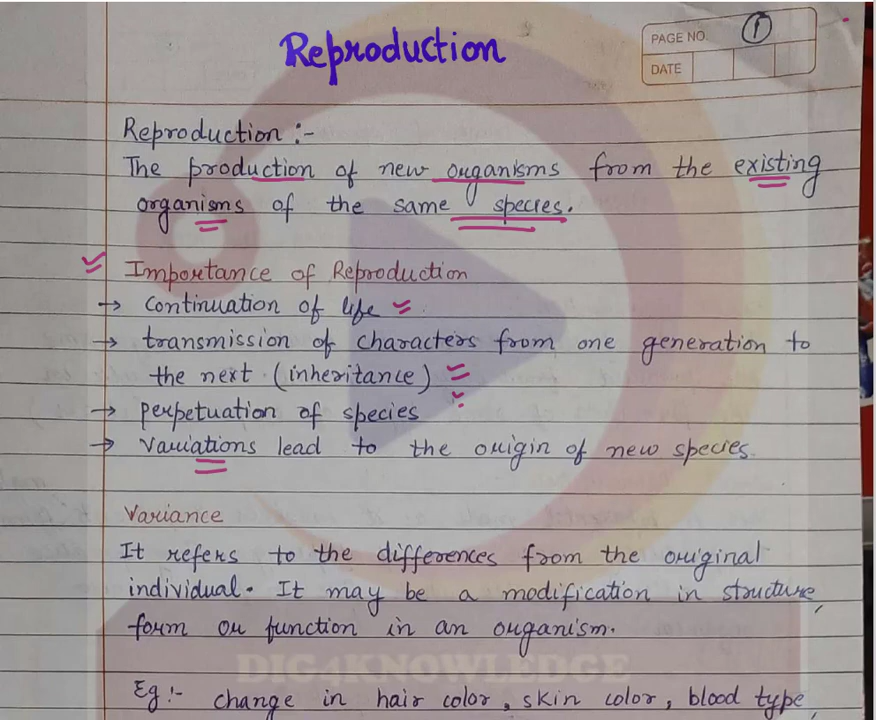 Reproduction
PAGE NO. 1
DATE
Reproduction :-
The production of new organisms from the existing
organisms of the same species.
Importance of Reproduction
→ continuation of life
→ transmission of characters from one generation to
the next (inheritance)
→ perpetuation of species
→ variations lead to the origin of new species.
Variance
It refers to the differences from the original
individual. It may be a modification in structure,
form or function in an organism.
DIG4KNOWLEDGE
Eg :- change in hair color, skin color, blood type,